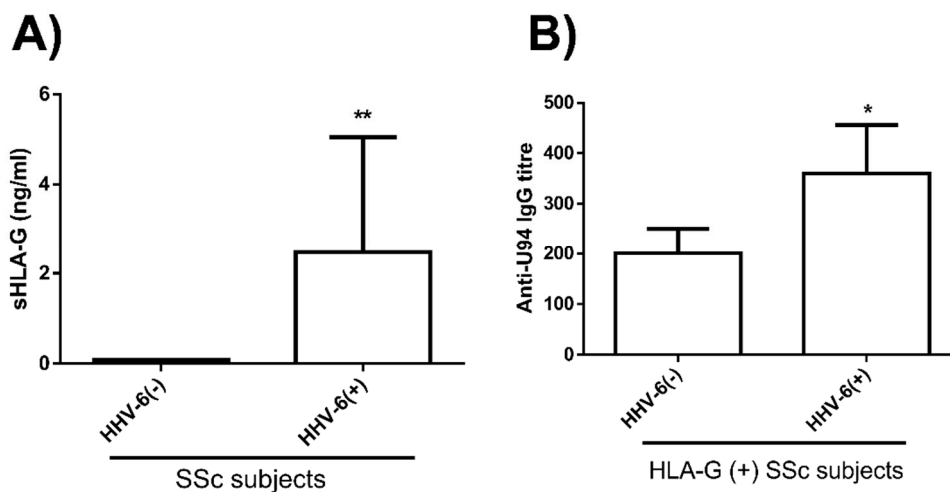 A)
sHLA-G (ng/ml)
6
4
2
0
**
HHV-6(-)
HHV-6(+)
SSc subjects
B)
Anti-U94 IgG titre
500
400
300
200
100
0
*
HHV-6(-)
HHV-6(+)
HLA-G (+) SSc subjects